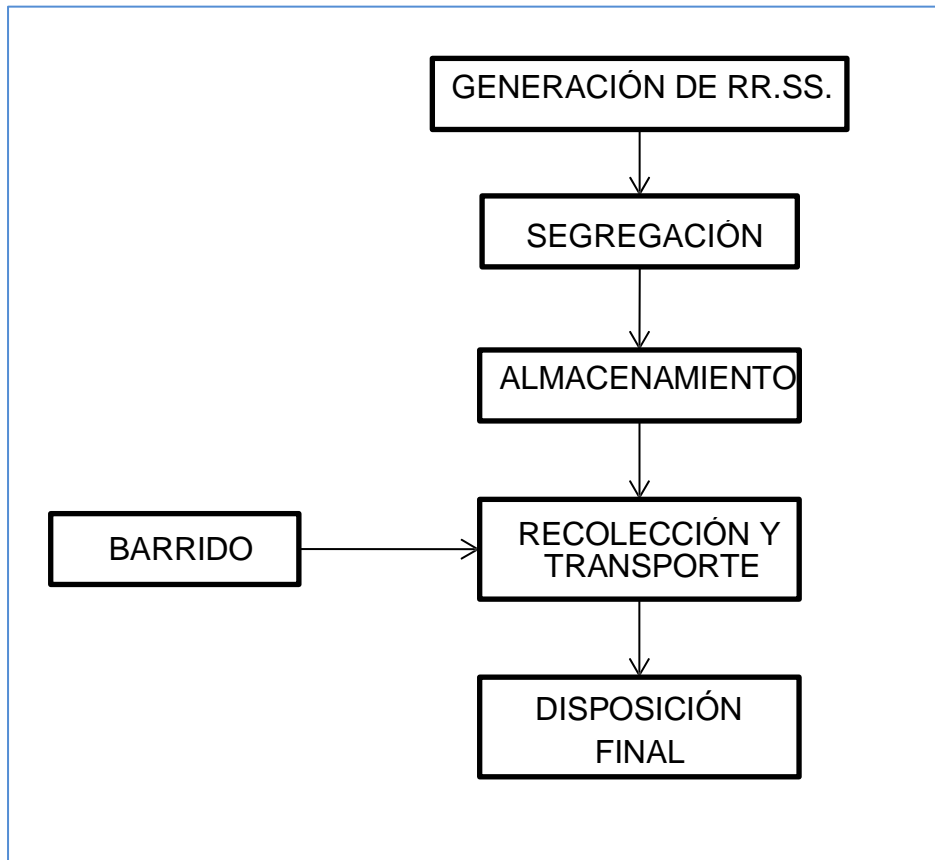 GENERACIÓN DE RR.SS.
SEGREGACIÓN
ALMACENAMIENTO
BARRIDO
RECOLECCIÓN Y
TRANSPORTE
DISPOSICIÓN
FINAL